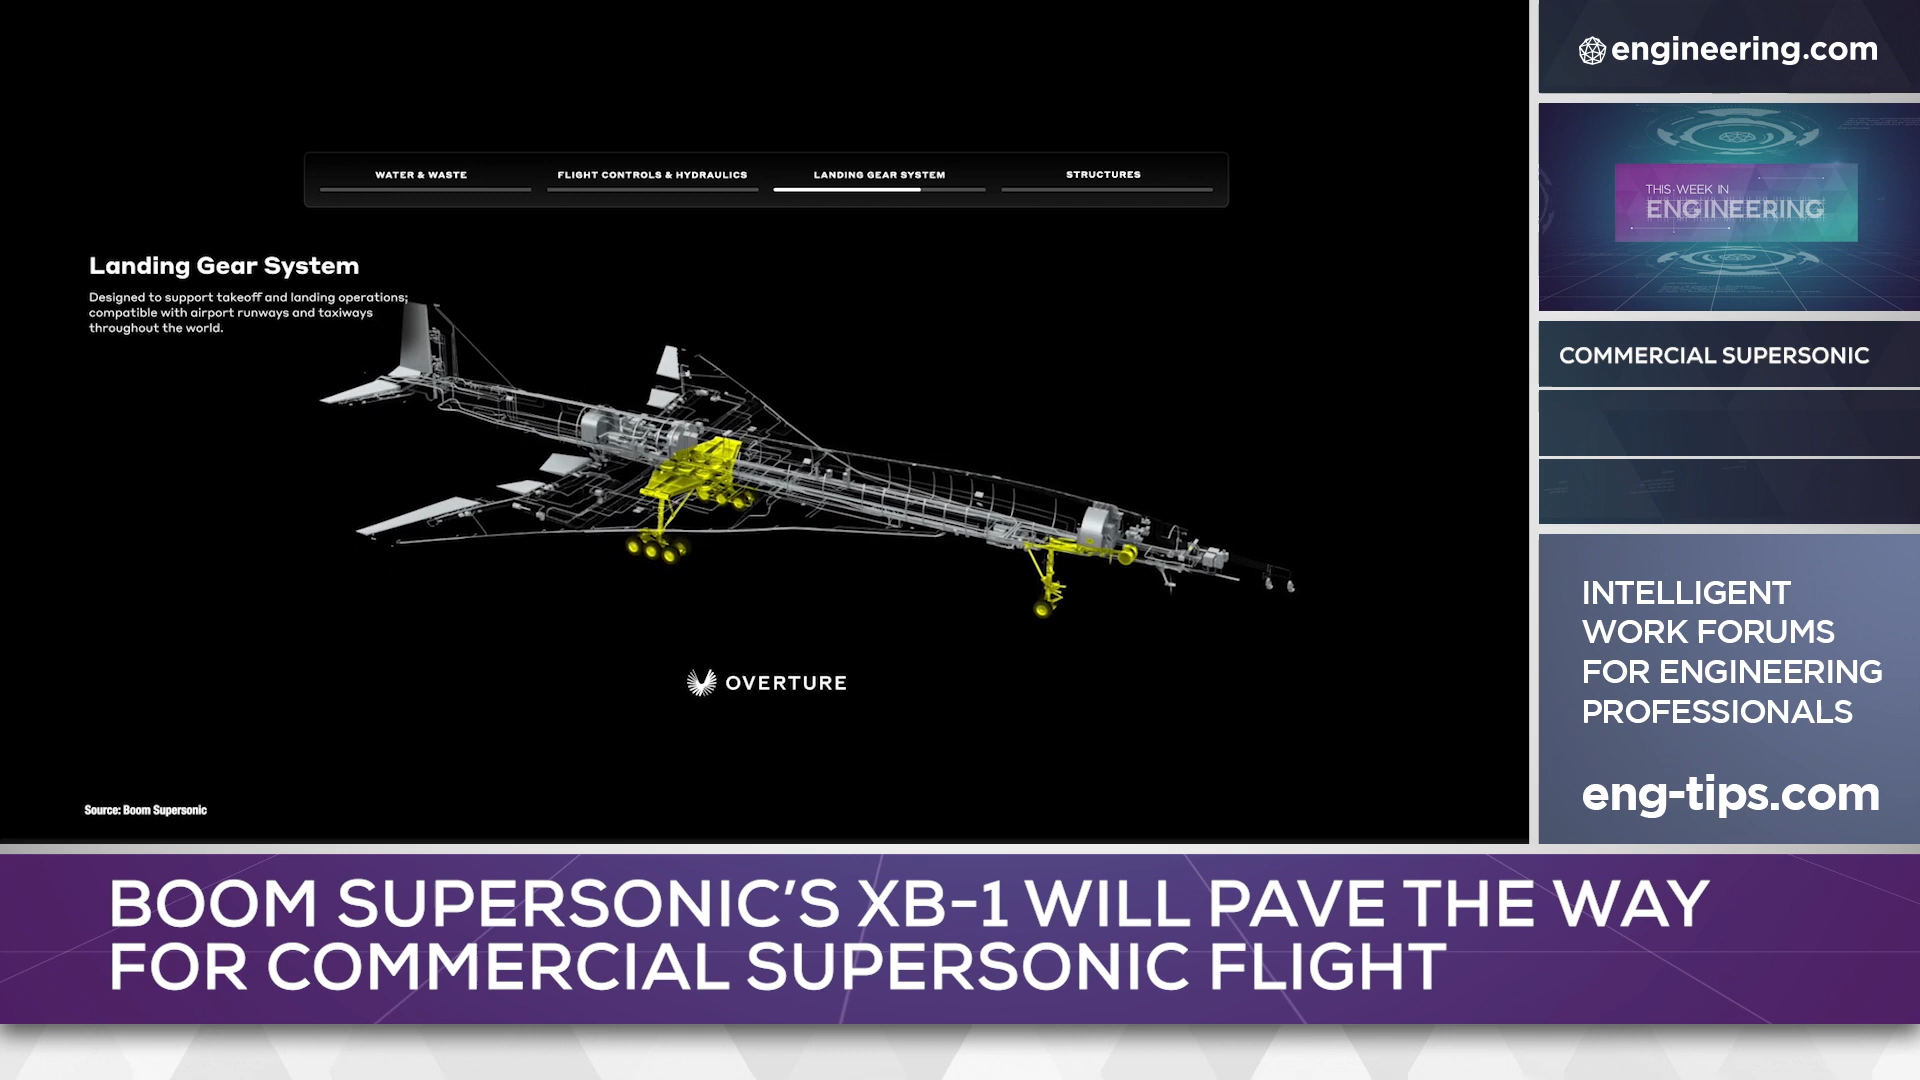 WATER & WASTE
FLIGHT CONTROLS & HYDRAULICS
LANDING GEAR SYSTEM
STRUCTURES
Landing Gear System
Designed to support takeoff and landing operations;
compatible with airport runways and taxiways
throughout the world.
OVERTURE
Source: Boom Supersonic
engineering.com
THIS WEEK IN
ENGINEERING
COMMERCIAL SUPERSONIC
INTELLIGENT
WORK FORUMS
FOR ENGINEERING
PROFESSIONALS
eng-tips.com
BOOM SUPERSONIC'S XB-1 WILL PAVE THE WAY
FOR COMMERCIAL SUPERSONIC FLIGHT